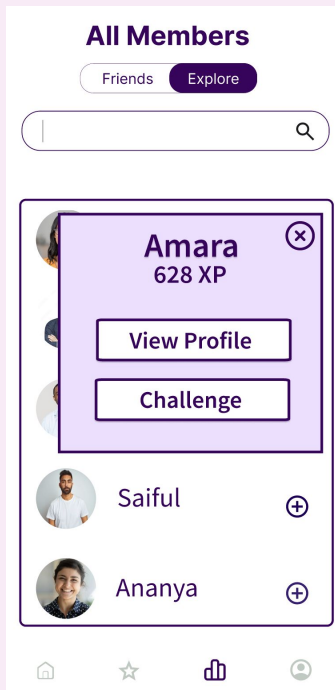 All Members
Friends
Explore
Amara
628 XP
View Profile
Challenge
Saiful
Ananya